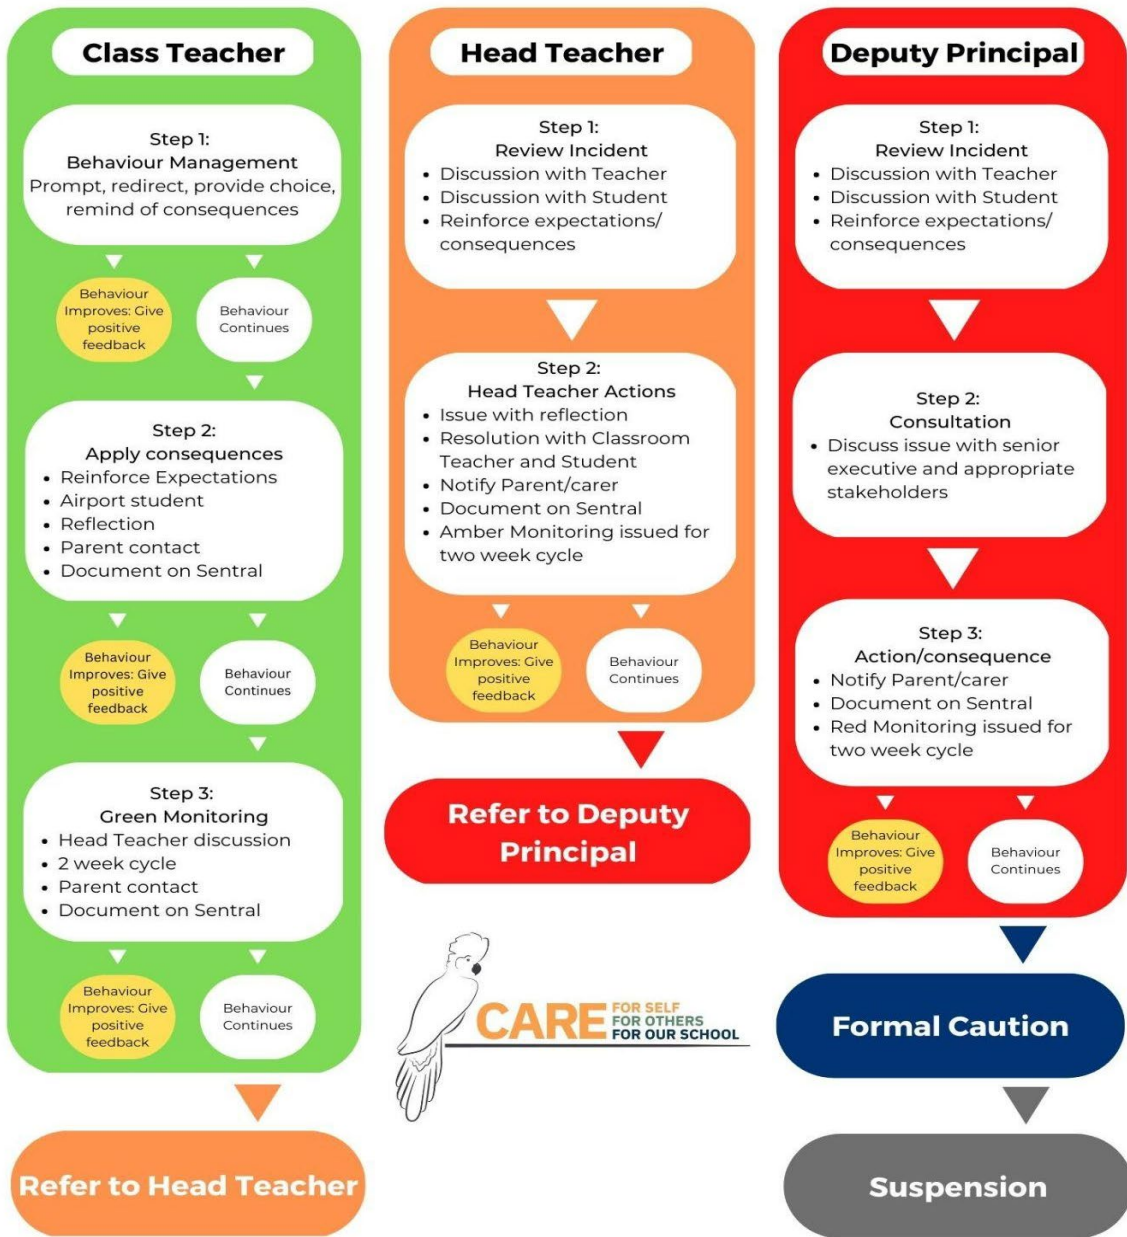 Class Teacher
Step 1:
Behaviour Management
Prompt, redirect, provide choice,
remind of consequences
Behaviour
Improves: Give
positive
feedback
Behaviour
Continues
Step 2:
Apply consequences
• Reinforce Expectations
• Airport student
• Reflection
• Parent contact
• Document on Sentral
Behaviour
Improves: Give
positive
feedback
Behaviour
Continues
Step 3:
Green Monitoring
• Head Teacher discussion
• 2 week cycle
• Parent contact
• Document on Sentral
Behaviour
Improves: Give
positive
feedback
Behaviour
Continues
Refer to Head Teacher
Head Teacher
Step 1:
Review Incident
• Discussion with Teacher
• Discussion with Student
• Reinforce expectations/
consequences
Step 2:
Head Teacher Actions
• Issue with reflection
• Resolution with Classroom
Teacher and Student
• Notify Parent/carer
• Document on Sentral
• Amber Monitoring issued for
two week cycle
Behaviour
Improves: Give
positive
feedback
Behaviour
Continues
Refer to Deputy
Principal
CARE
FOR SELF
FOR OTHERS
FOR OUR SCHOOL
Deputy Principal
Step 1:
Review Incident
• Discussion with Teacher
• Discussion with Student
• Reinforce expectations/
consequences
Step 2:
Consultation
• Discuss issue with senior
executive and appropriate
stakeholders
Step 3:
Action/consequence
• Notify Parent/carer
• Document on Sentral
• Red Monitoring issued for
two week cycle
Behaviour
Improves: Give
positive
feedback
Behaviour
Continues
Formal Caution
Suspension